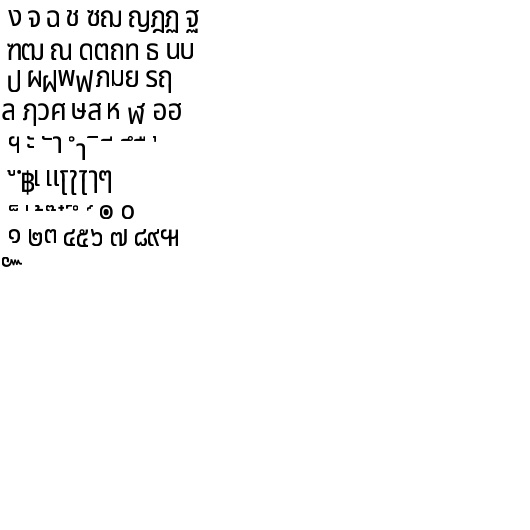 ง จ ฉ ช ซฌ ญฎฏ ฐ
ฑฒ ณ ดตถท ธ นบ
ป ผฝพฟภมย รฤ
ล ฦวศ ษส ห ฬ อฮ
ฯ ะ ั า ำ
฿เ แโใไๅๆ
๏ ๐
๑ ๒๓ ๔๕๖ ๗ ๘๙๚
๛